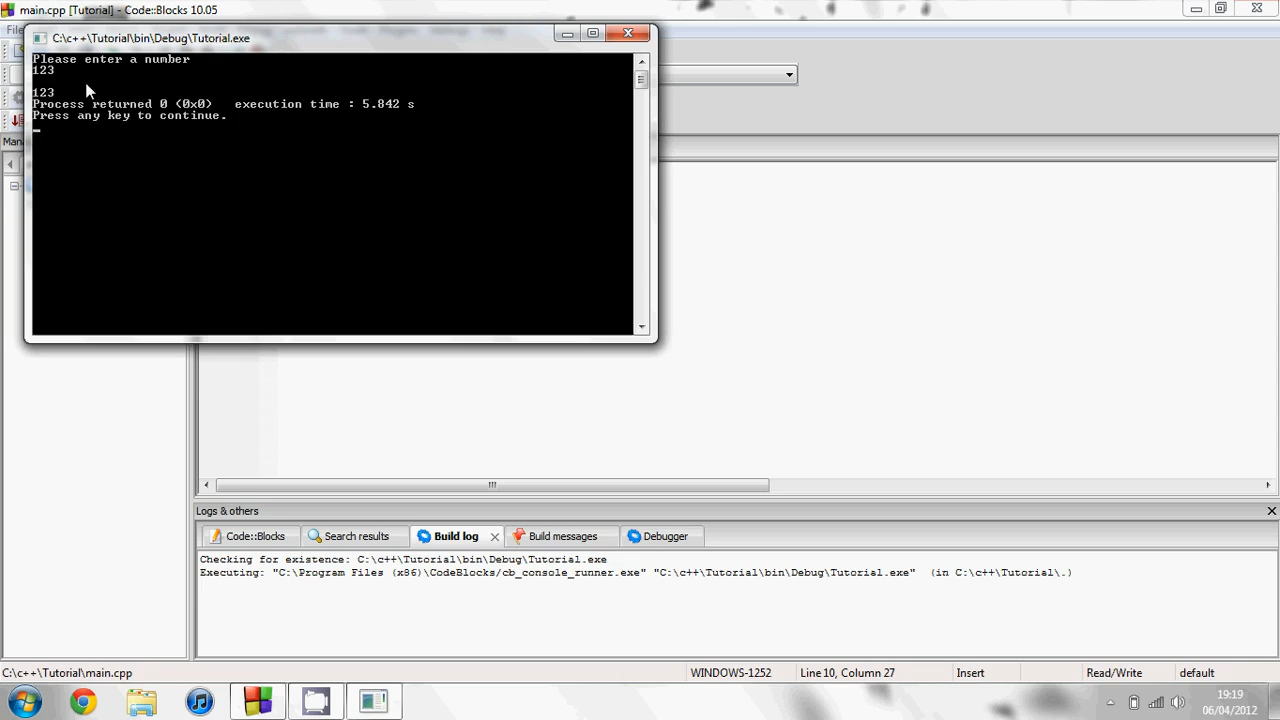 main.cpp [Tutorial] - Code::Blocks 10.05
File
C:\c++\Tutorial\bin\Debug\Tutorial.exe
Please enter a number
123
123
Process returned 0 (0x0)   execution time : 5.842 s
Press any key to continue.
Logs & others
Code::Blocks
Search results
Build log
Build messages
Debugger
Checking for existence: C:\c++\Tutorial\bin\Debug\Tutorial.exe
Executing: "C:\Program Files (x86)\CodeBlocks/cb_console_runner.exe" "C:\c++\Tutorial\bin\Debug\Tutorial.exe"  (in C:\c++\Tutorial\.)
C:\c++\Tutorial\main.cpp
WINDOWS-1252
Line 10, Column 27
Insert
Read/Write
default
19:19
06/04/2012